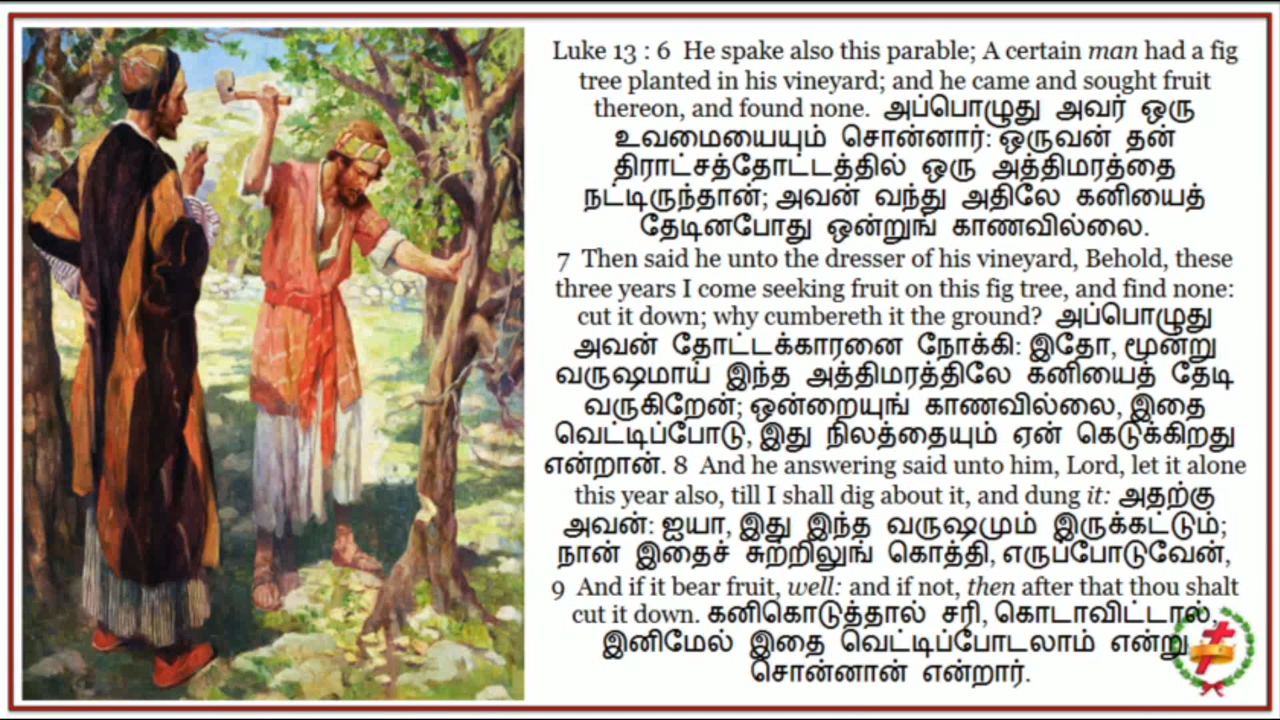 Luke 13 : 6 He spake also this parable; A certain man had a fig
tree planted in his vineyard; and he came and sought fruit
thereon, and found none. அப்பொழுது அவர் ஒரு
உவமையையும் சொன்னார்: ஒருவன் தன்
திராட்சத்தோட்டத்தில் ஒரு அத்திமரத்தை
நட்டிருந்தான்; அவன் வந்து அதிலே கனியைத்
தேடினபோது ஒன்றுங் காணவில்லை.
7 Then said he unto the dresser of his vineyard, Behold, these
three years I come seeking fruit on this fig tree, and find none:
cut it down; why cumbereth it the ground? அப்பொழுது
அவன் தோட்டக்காரனை நோக்கி: இதோ, மூன்று
வருஷமாய் இந்த அத்திமரத்திலே கனியைத் தேடி
வருகிறேன்; ஒன்றையுங் காணவில்லை, இதை
வெட்டிப்போடு, இது நிலத்தையும் ஏன் கெடுக்கிறது
என்றான். 8 And he answering said unto him, Lord, let it alone
this year also, till I shall dig about it, and dung it: அதற்கு
அவன்: ஐயா, இது இந்த வருஷமும் இருக்கட்டும்;
நான் இதைச் சுற்றிலுங் கொத்தி, எருப்போடுவேன்,
9 And if it bear fruit, well: and if not, then after that thou shalt
cut it down. கனிகொடுத்தால் சரி, கொடாவிட்டால்,
இனிமேல் இதை வெட்டிப்போடலாம் என்று
சொன்னான் என்றார்.